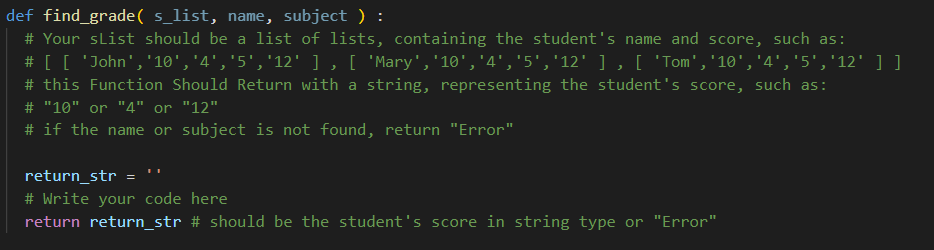 def find_grade( s_list, name, subject ) :
# Your sList should be a list of lists, containing the student's name and score, such as:
# [ [ 'John','10','4','5','12' ] , [ 'Mary','10','4','5','12' ] , [ 'Tom','10','4','5','12' ] ]
# this Function Should Return with a string, representing the student's score, such as:
# "10" or "4" or "12"
# if the name or subject is not found, return "Error"
return_str = ''
# Write your code here
return return_str # should be the student's score in string type or "Error"